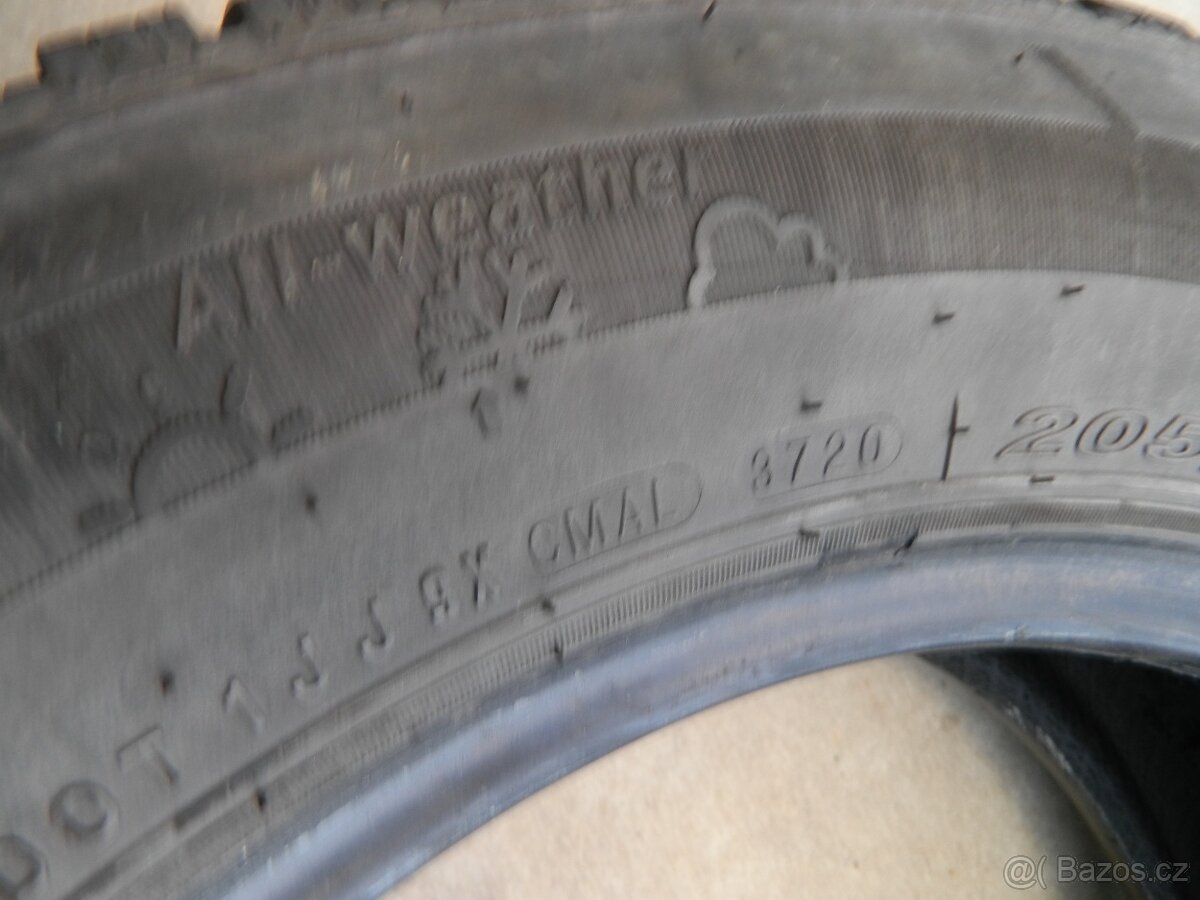 All-weather
DOT 1JJ 9X CMAL 3720 205
Bazos.cz